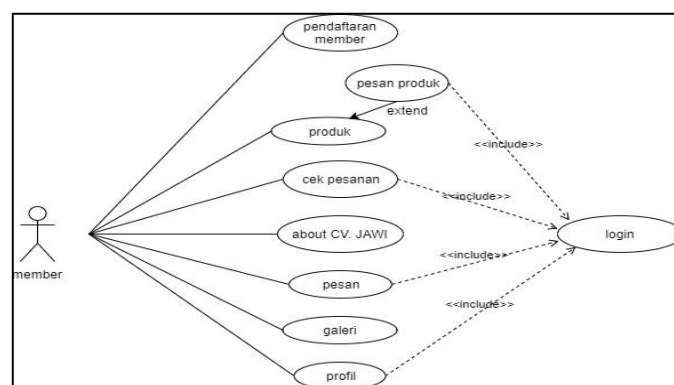 pendaftaran
member
pesan produk
extend
produk
<<include>>
cek pesanan
<<include>>
about CV. JAWI
login
member
<<include>>
pesan
<<include>>
galeri
profil